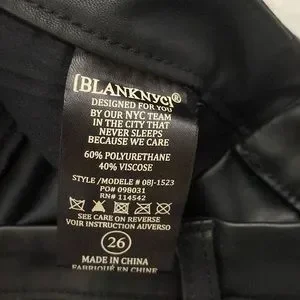 [BLANKNYC]®
DESIGNED FOR YOU
BY OUR NYC TEAM
IN THE CITY THAT
NEVER SLEEPS
BECAUSE WE CARE
60% POLYURETHANE
40% VISCOSE
STYLE /MODELE # 08J-1523
PO# 098031
RN# 114542
SEE CARE ON REVERSE
VOIR INSTRUCTION AUVERSO
26
MADE IN CHINA
FABRIQUÉ EN CHINE